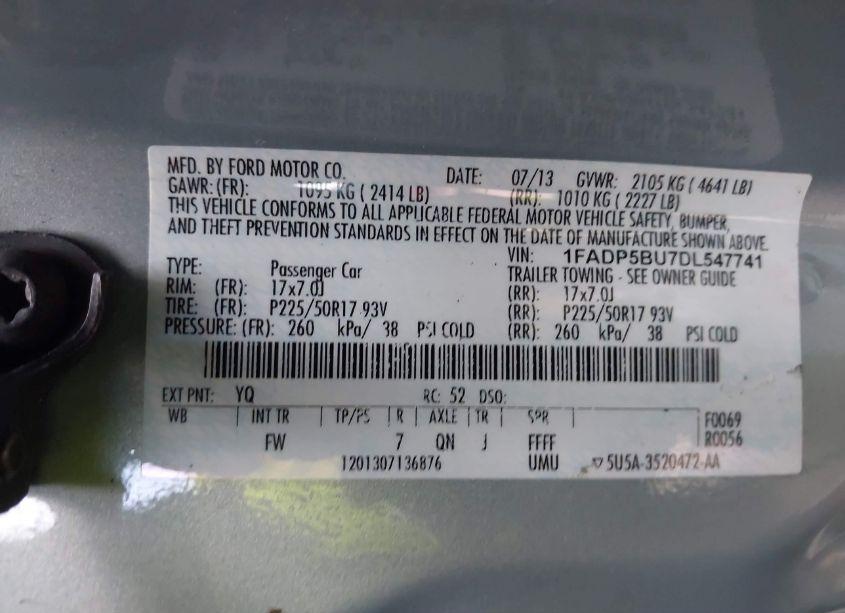 MFD. BY FORD MOTOR CO. DATE: 07/13 GVWR: 2105 KG ( 4641 LB)
GAWR: (FR): 1095 KG ( 2414 LB) (RR): 1010 KG ( 2227 LB)
THIS VEHICLE CONFORMS TO ALL APPLICABLE FEDERAL MOTOR VEHICLE SAFETY, BUMPER,
AND THEFT PREVENTION STANDARDS IN EFFECT ON THE DATE OF MANUFACTURE SHOWN ABOVE.
VIN: 1FADP5BU7DL547741
TYPE: Passenger Car TRAILER TOWING - SEE OWNER GUIDE
RIM: (FR): 17x7.0J (RR): 17x7.0J
TIRE: (FR): P225/50R17 93V (RR): P225/50R17 93V
PRESSURE: (FR): 260 kPa/ 38 PSI COLD (RR): 260 kPa/ 38 PSI COLD
EXT PNT: YQ RC: 52 DSO:
WB INT TR TP/PS R AXLE TR SPR F0069
FW 7 QN J FFFF R0056
1201307136876 UMU 5U5A-3520472-AA